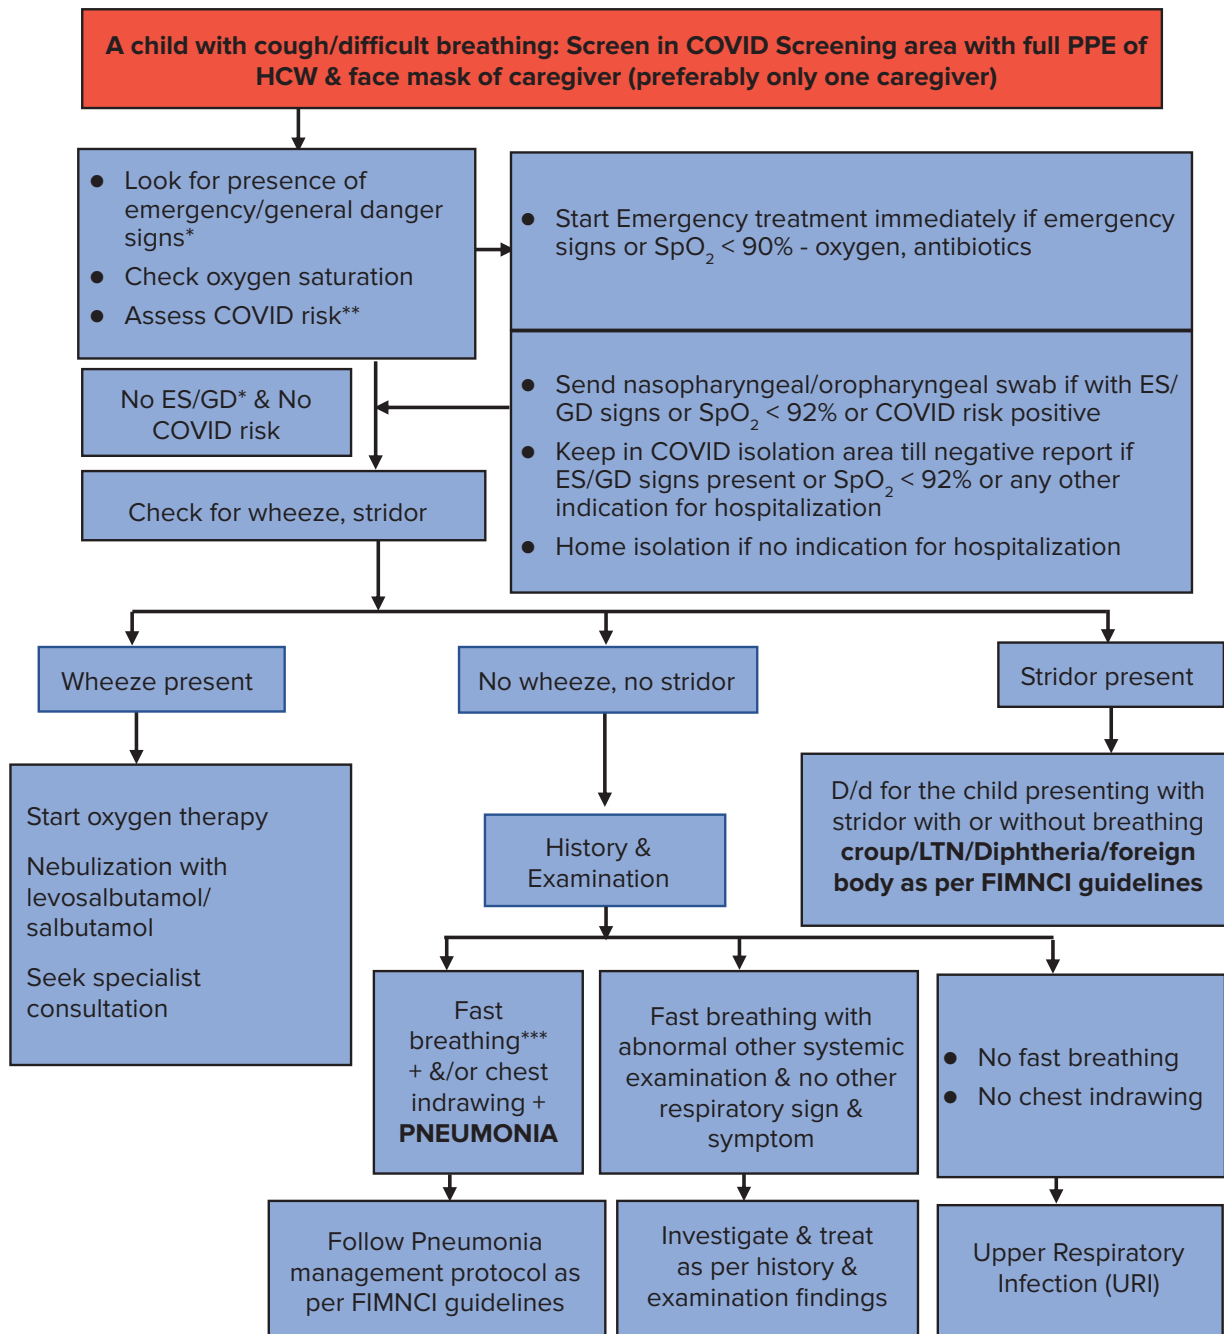 A child with cough/difficult breathing: Screen in COVID Screening area with full PPE of
HCW & face mask of caregiver (preferably only one caregiver)
● Look for presence of
emergency/general danger
signs*
● Check oxygen saturation
● Assess COVID risk**
● Start Emergency treatment immediately if emergency
signs or SpO₂ < 90% - oxygen, antibiotics
● Send nasopharyngeal/oropharyngeal swab if with ES/
GD signs or SpO₂ < 92% or COVID risk positive
● Keep in COVID isolation area till negative report if
ES/GD signs present or SpO₂ < 92% or any other
indication for hospitalization
● Home isolation if no indication for hospitalization
No ES/GD* & No
COVID risk
Check for wheeze, stridor
Wheeze present
No wheeze, no stridor
Stridor present
Start oxygen therapy
Nebulization with
levosalbutamol/
salbutamol
Seek specialist
consultation
History &
Examination
D/d for the child presenting with
stridor with or without breathing
croup/LTN/Diphtheria/foreign
body as per FIMNCI guidelines
Fast
breathing***
+ &/or chest
indrawing +
PNEUMONIA
Fast breathing with
abnormal other systemic
examination & no other
respiratory sign &
symptom
● No fast breathing
● No chest indrawing
Follow Pneumonia
management protocol as
per FIMNCI guidelines
Investigate & treat
as per history &
examination findings
Upper Respiratory
Infection (URI)